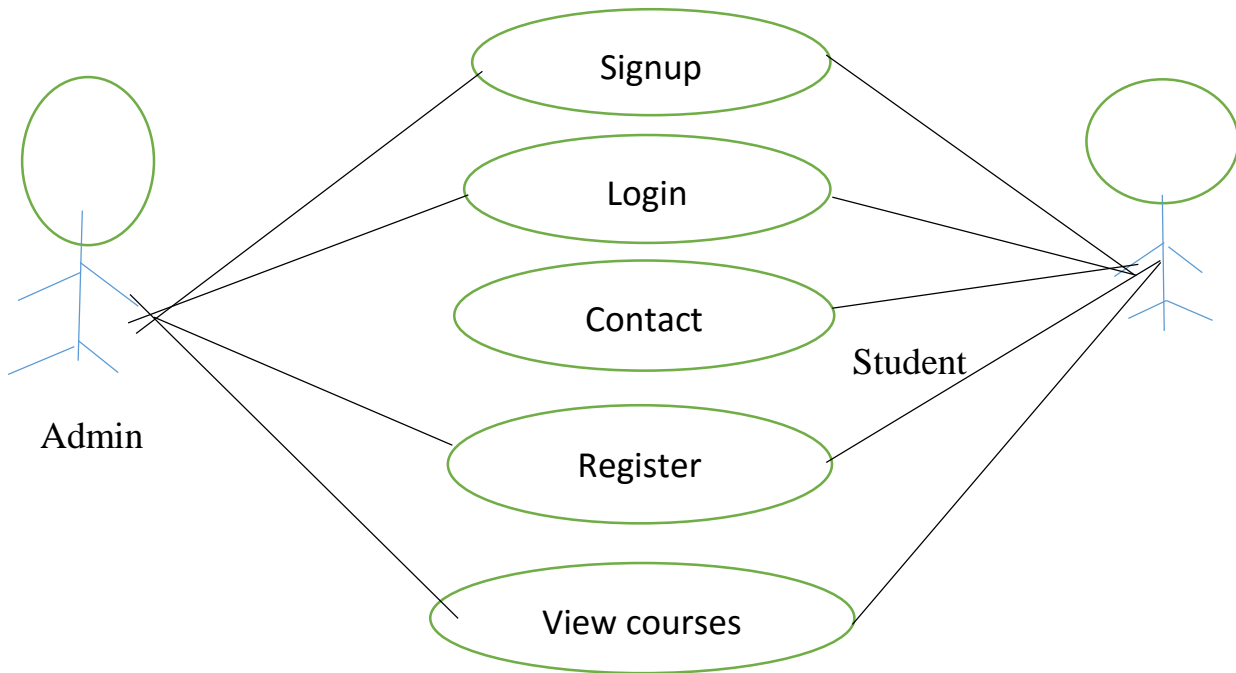 Signup
Login
Contact
Student
Admin
Register
View courses